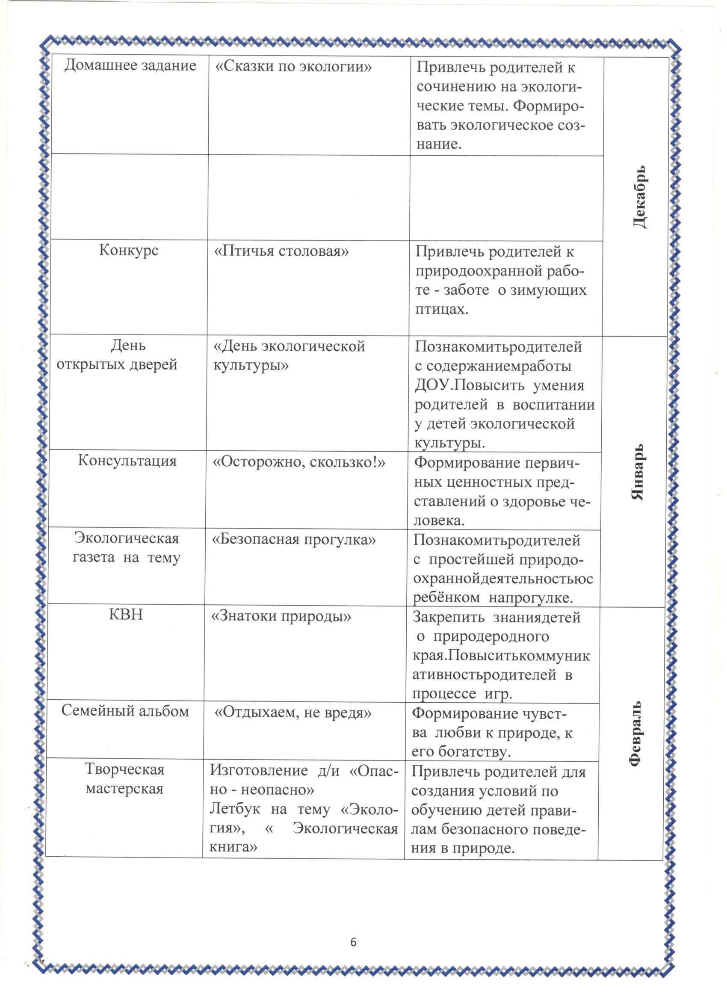 Домашнее задание
«Сказки по экологии»
Привлечь родителей к
сочинению на экологи-
ческие темы. Формиро-
вать экологическое соз-
нание.
Декабрь
Конкурс
«Птичья столовая»
Привлечь родителей к
природоохранной рабо-
те - заботе  о зимующих
птицах.
День
открытых дверей
«День экологической
культуры»
Познакомитьродителей
с содержаниемработы
ДОУ.Повысить  умения
родителей  в  воспитании
у детей экологической
культуры.
Январь
Консультация
«Осторожно, скользко!»
Формирование первич-
ных ценностных пред-
ставлений о здоровье че-
ловека.
Экологическая
газета  на  тему
«Безопасная прогулка»
Познакомитьродителей
с  простейшей природо-
охраннойдеятельностьюс
ребёнком  напрогулке.
КВН
«Знатоки природы»
Закрепить  знаниядетей
о  природеродного
края.Повыситькоммуник
ативностьродителей  в
процессе  игр.
Февраль
Семейный альбом
«Отдыхаем, не вредя»
Формирование чувст-
ва  любви к природе, к
его богатству.
Творческая
мастерская
Изготовление  д/и  «Опас-
но - неопасно»
Летбук  на  тему  «Эколо-
гия»,  «  Экологическая
книга»
Привлечь родителей для
создания условий по
обучению детей прави-
лам безопасного поведе-
ния в природе.
6